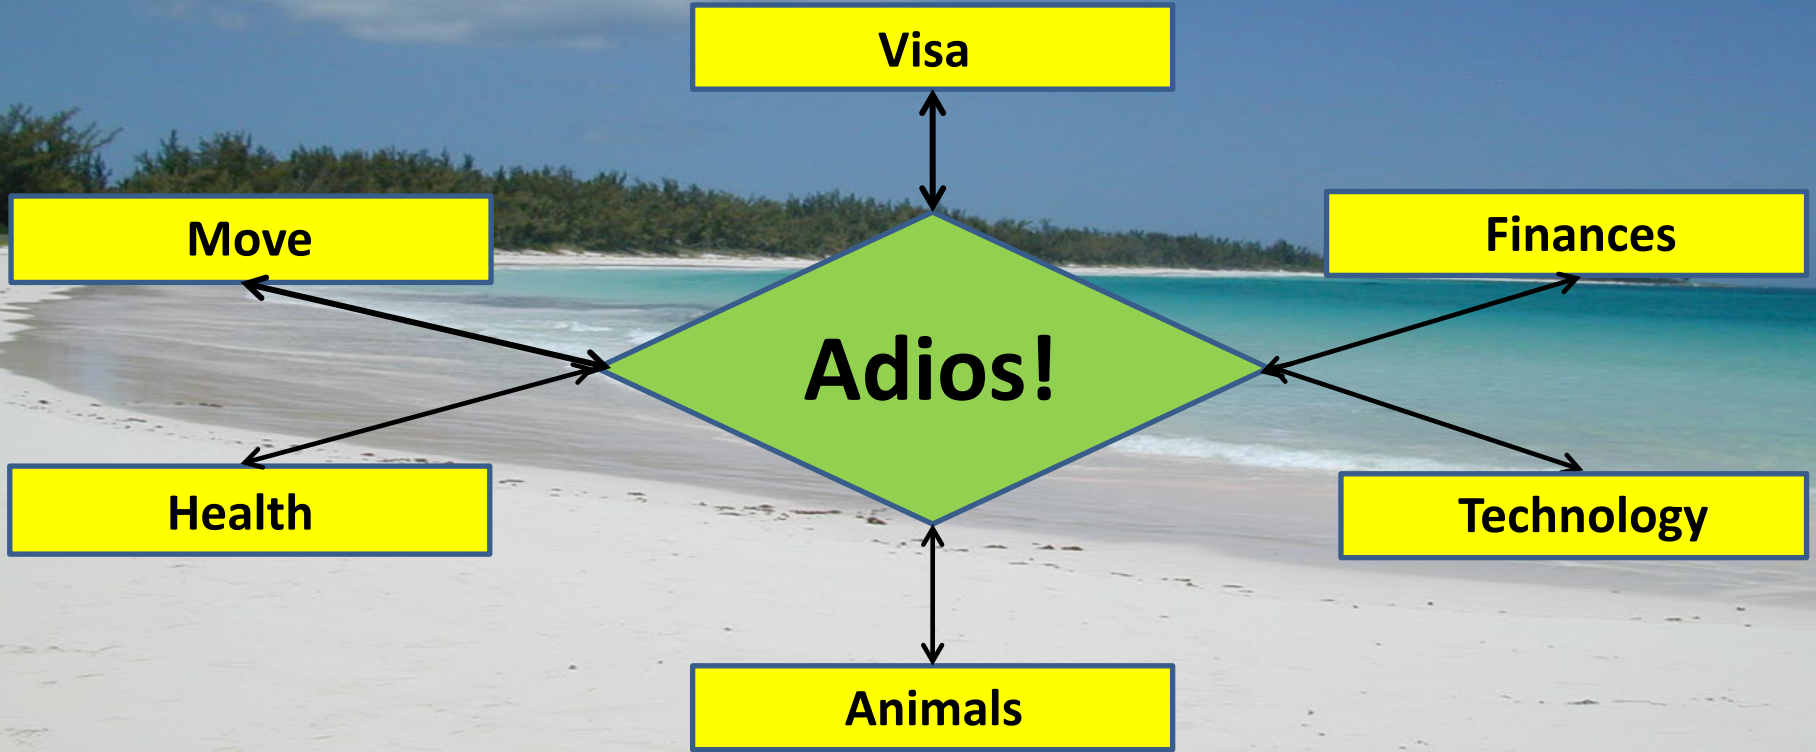 Visa
Move
Finances
Adios!
Health
Technology
Animals